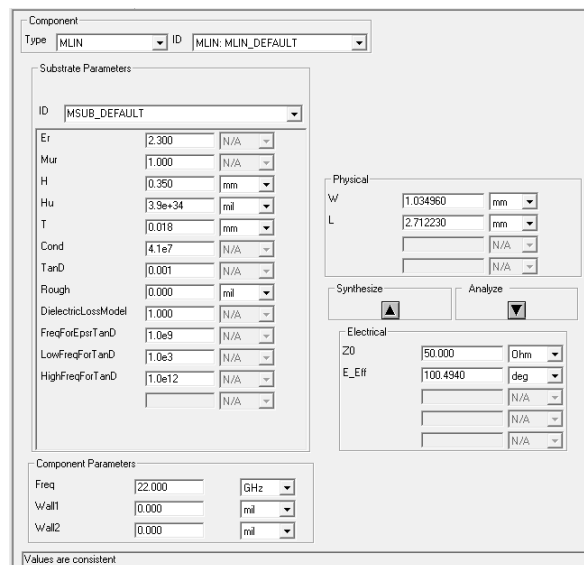 Component
Type MLIN ID MLIN: MLIN_DEFAULT
Substrate Parameters
ID MSUB_DEFAULT
Er 2.300 N/A
Mur 1.000 N/A
H 0.350 mm
Hu 3.9e+34 mil
T 0.018 mm
Cond 4.1e7 N/A
TanD 0.001 N/A
Rough 0.000 mil
DielectricLossModel 1.000 N/A
FreqForEpsrTanD 1.0e9 N/A
LowFreqForTanD 1.0e3 N/A
HighFreqForTanD 1.0e12 N/A
N/A
Physical
W 1.034960 mm
L 2.712230 mm
N/A
N/A
Synthesize Analyze
Electrical
Z0 50.000 Ohm
E_Eff 100.4940 deg
N/A
N/A
N/A
Component Parameters
Freq 22.000 GHz
Wall1 0.000 mil
Wall2 0.000 mil
Values are consistent